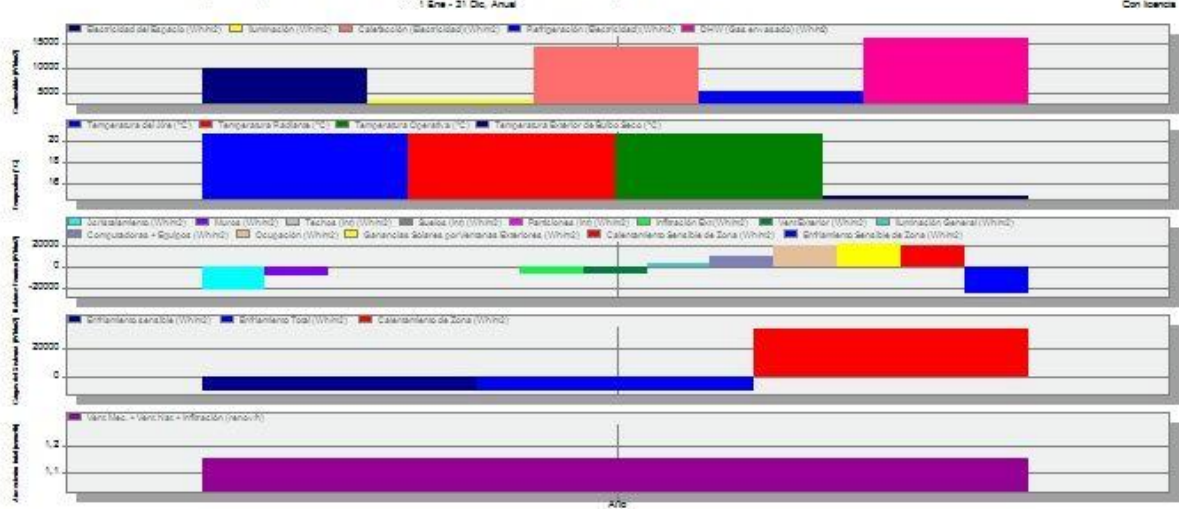 1 Ene - 31 Dic, Anual
Con licencia
Electricidad del Espacio (Wh/m2) Iluminación (Wh/m2) Calefacción (Electricidad) (Wh/m2) Refrigeración (Electricidad) (Wh/m2) DHW (Gas envasado) (Wh/m2)
15000
10000
5000
Temperatura del Aire (°C) Temperatura Radiante (°C) Temperatura Operativa (°C) Temperatura Exterior de Bulbo Seco (°C)
20
18
16
Acristalamiento (Wh/m2) Muros (Wh/m2) Techos (int) (Wh/m2) Suelos (int) (Wh/m2) Particiones (int) (Wh/m2) Infiltración Ext (Wh/m2) Vent Exterior (Wh/m2) Iluminación General (Wh/m2)
Computadoras + Equipos (Wh/m2) Ocupación (Wh/m2) Ganancias Solares por Ventanas Exteriores (Wh/m2) Calentamiento Sensible de Zona (Wh/m2) Enfriamiento Sensible de Zona (Wh/m2)
20000
0
-20000
Enfriamiento sensible (Wh/m2) Enfriamiento Total (Wh/m2) Calentamiento de Zona (Wh/m2)
20000
0
Vent Mec. + Vent Nat + Infiltración (renov/h)
1,2
1,1
Año